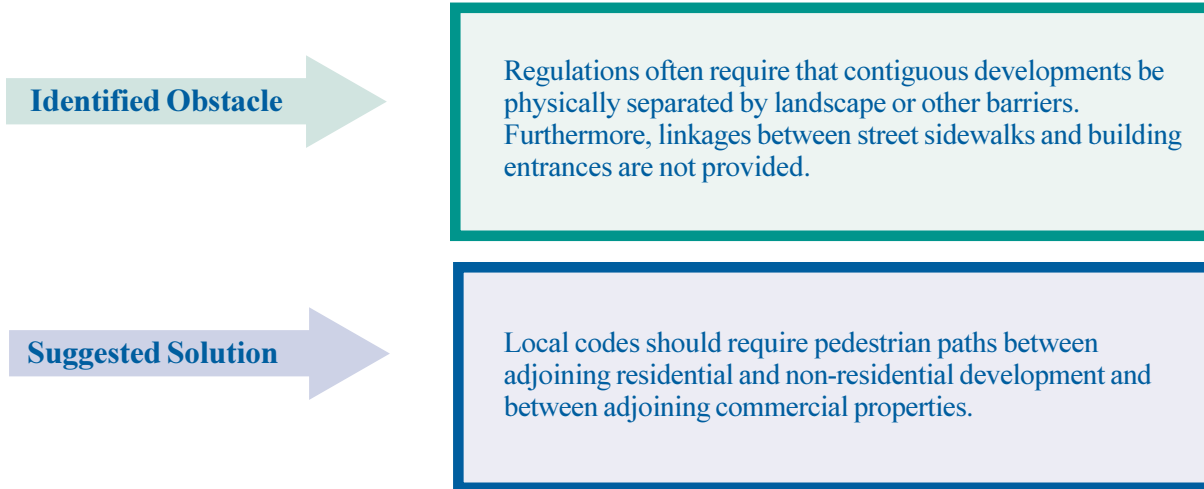 Identified Obstacle
Regulations often require that contiguous developments be
physically separated by landscape or other barriers.
Furthermore, linkages between street sidewalks and building
entrances are not provided.
Suggested Solution
Local codes should require pedestrian paths between
adjoining residential and non-residential development and
between adjoining commercial properties.